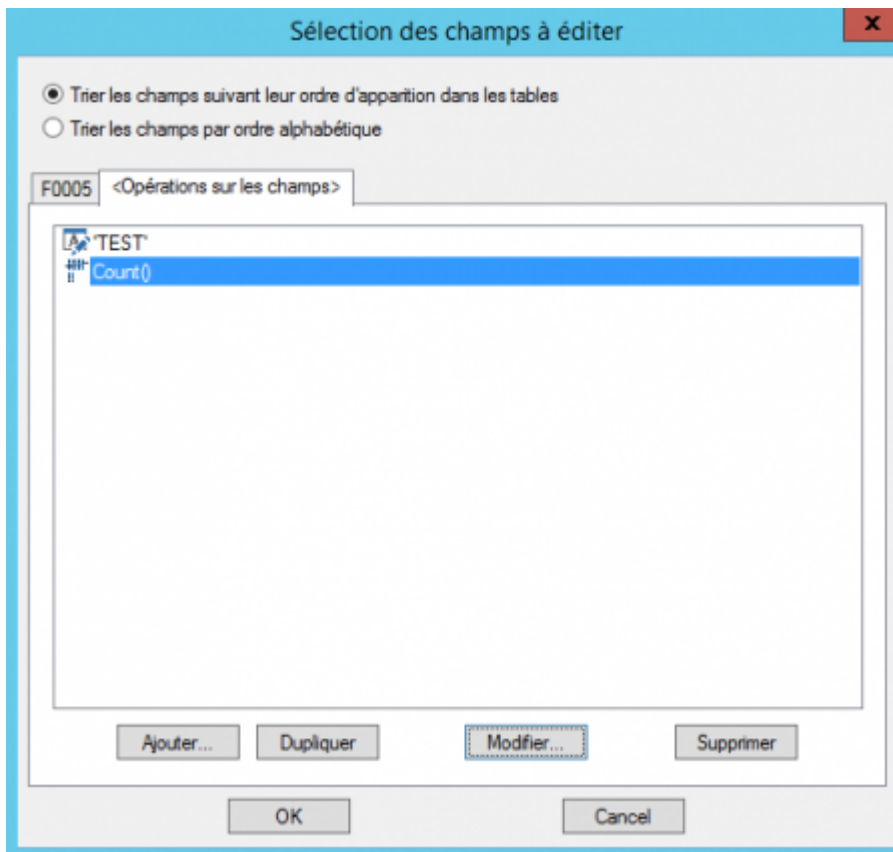 Sélection des champs à éditer
x
Trier les champs suivant leur ordre d'apparition dans les tables
Trier les champs par ordre alphabétique
F0005 <Opérations sur les champs>
'TEST'
Count()
Ajouter... Dupliquer Modifier... Supprimer
OK Cancel